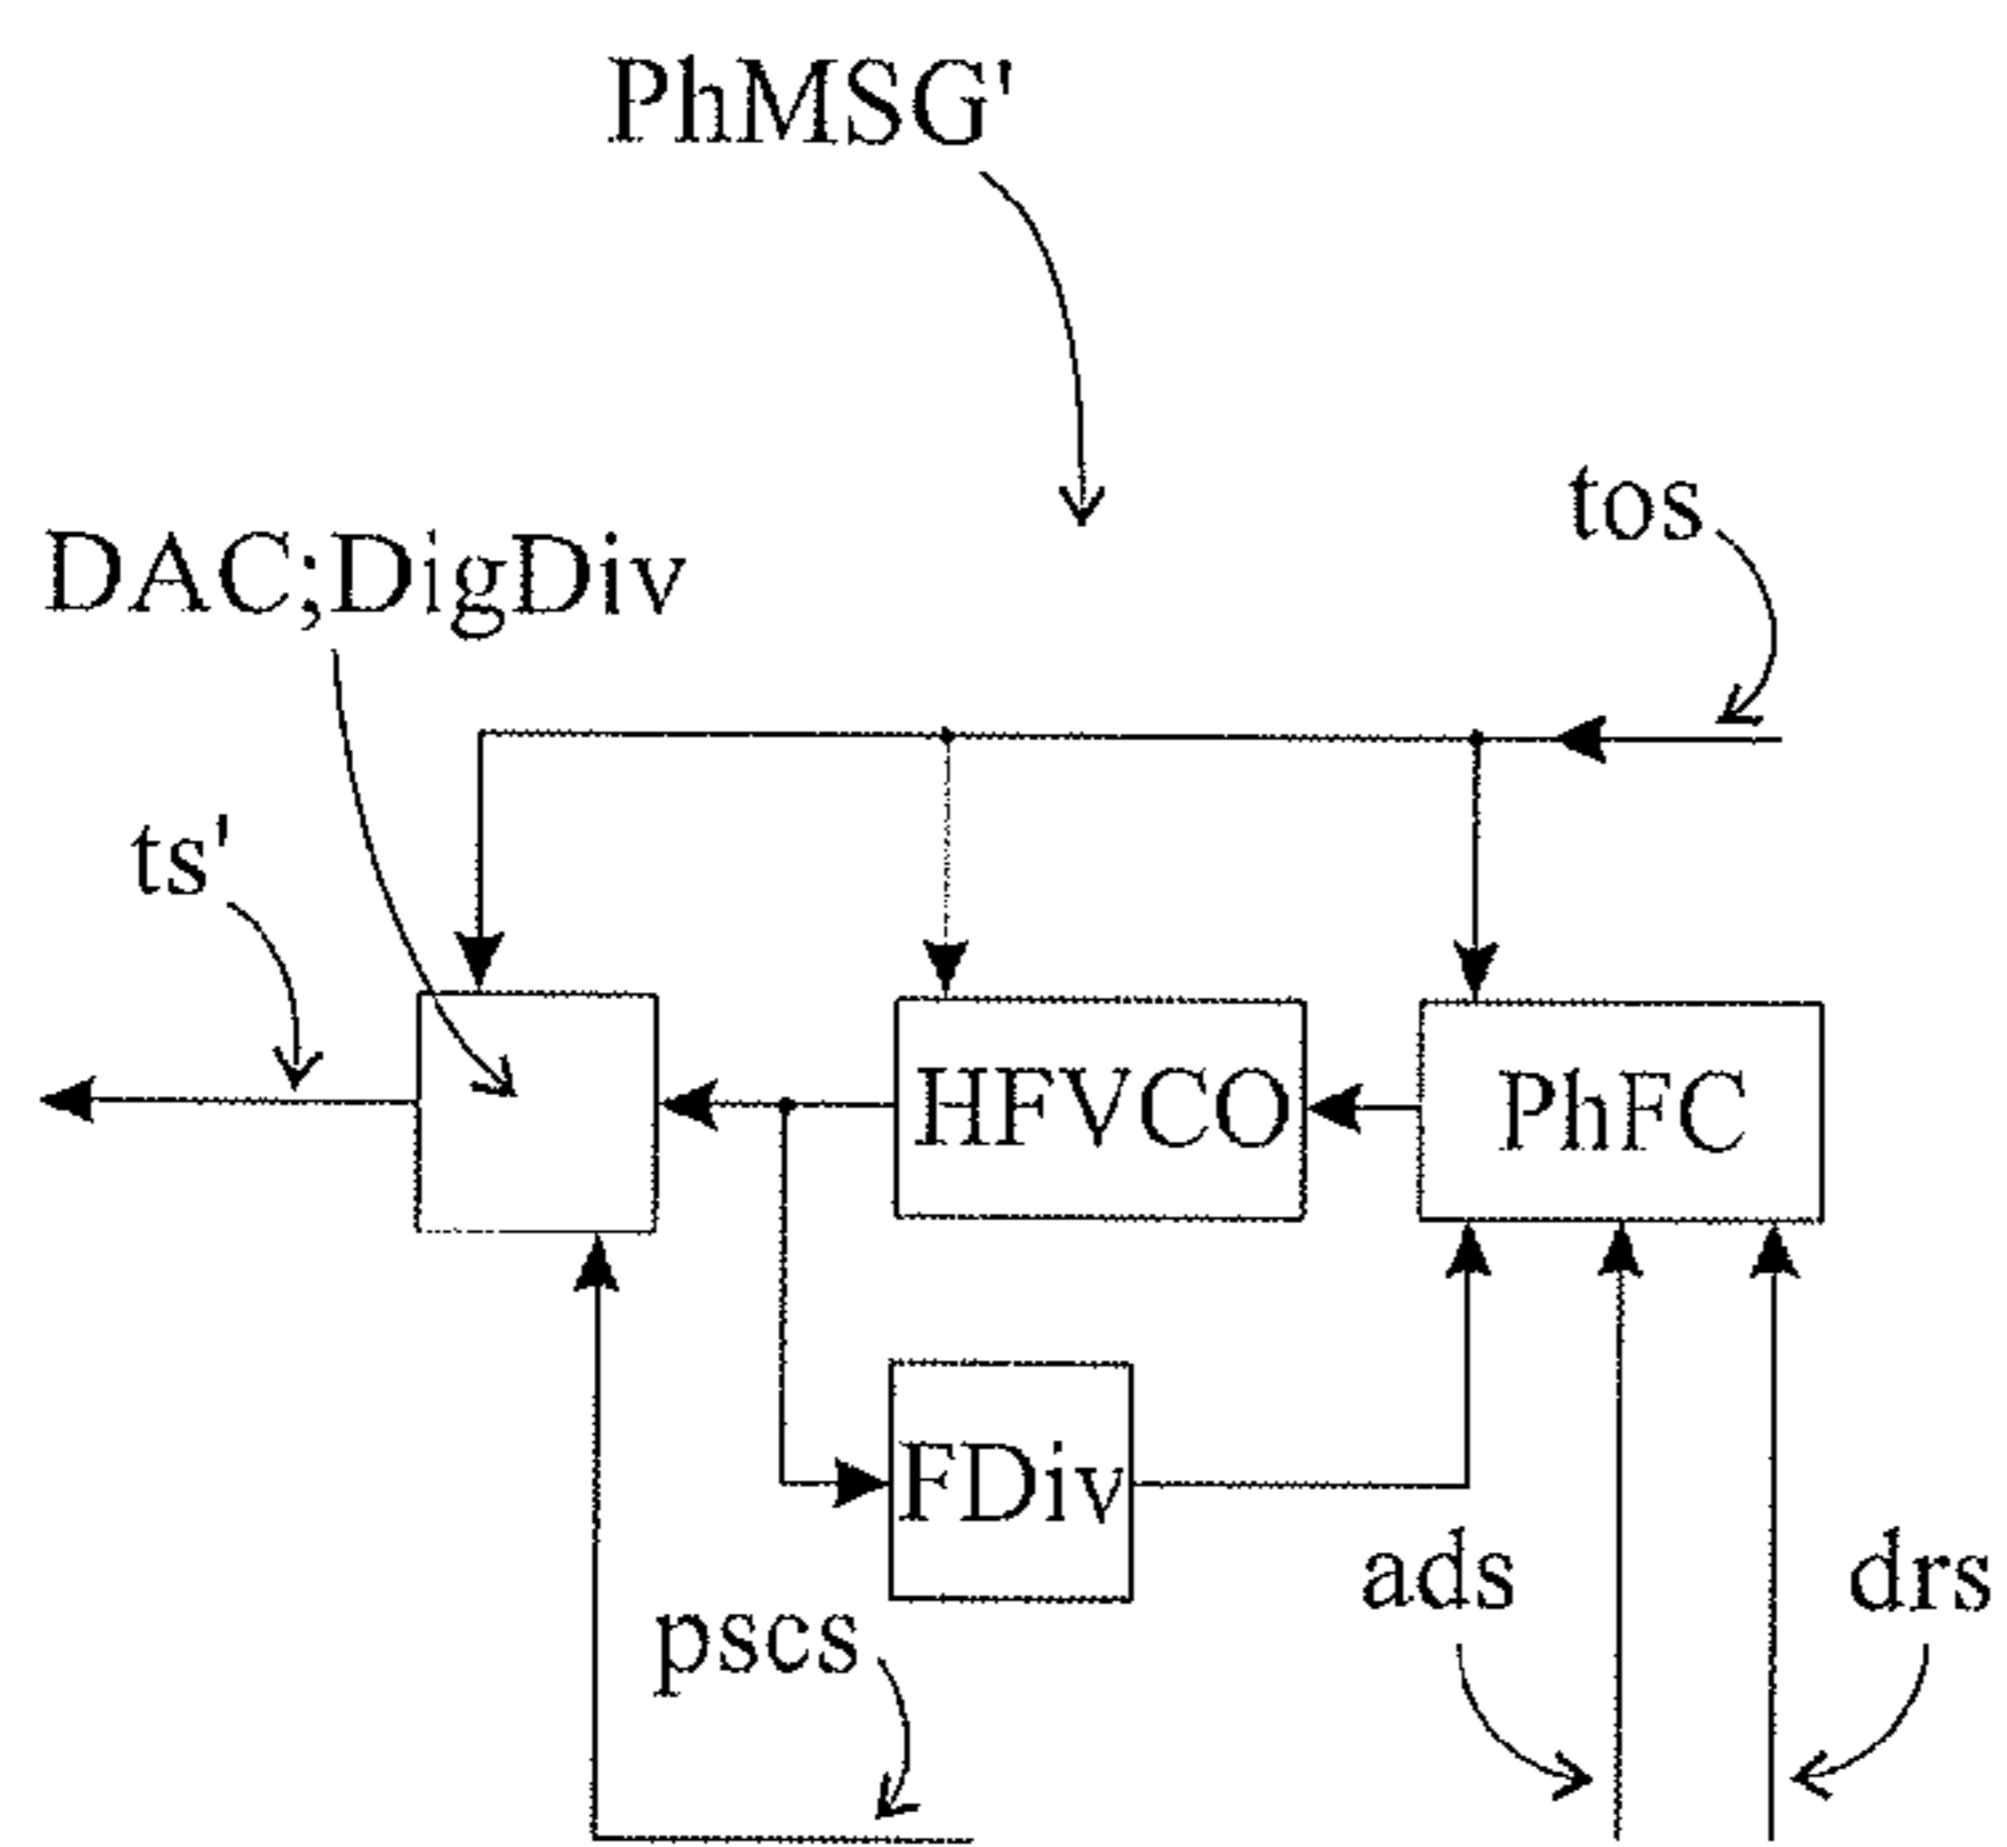 PhMSG'
tos
DAC;DigDiv
ts'
HFVCO
PhFC
FDiv
ads
drs
pscs